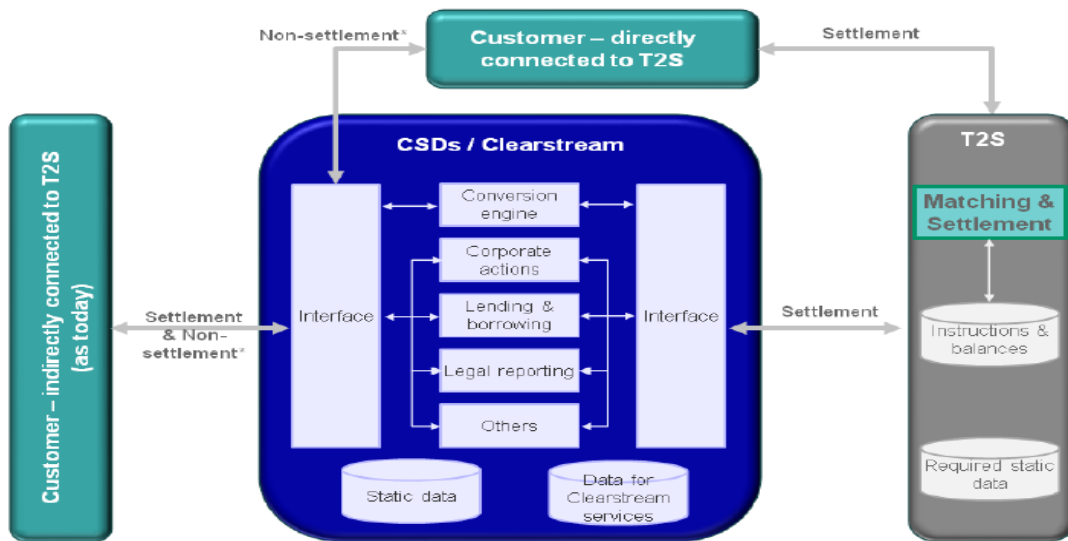 Non-settlement*
Customer – directly
connected to T2S
Settlement
Customer – indirectly connected to T2S
(as today)
CSDs / Clearstream
T2S
Conversion
engine
Matching &
Settlement
Corporate
actions
Settlement
& Non-
settlement*
Interface
Lending &
borrowing
Interface
Settlement
Instructions &
balances
Legal reporting
Others
Static data
Data for
Clearstream
services
Required static
data